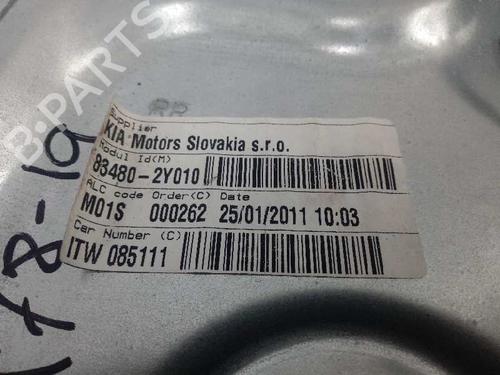 B-PARTS
RR
Supplier
KIA Motors Slovakia s.r.o.
Modul Id(M)
83480-2Y010
ALC code Order(C) Date
M01S 000262 25/01/2011 10:03
Car Number (C)
ITW 085111